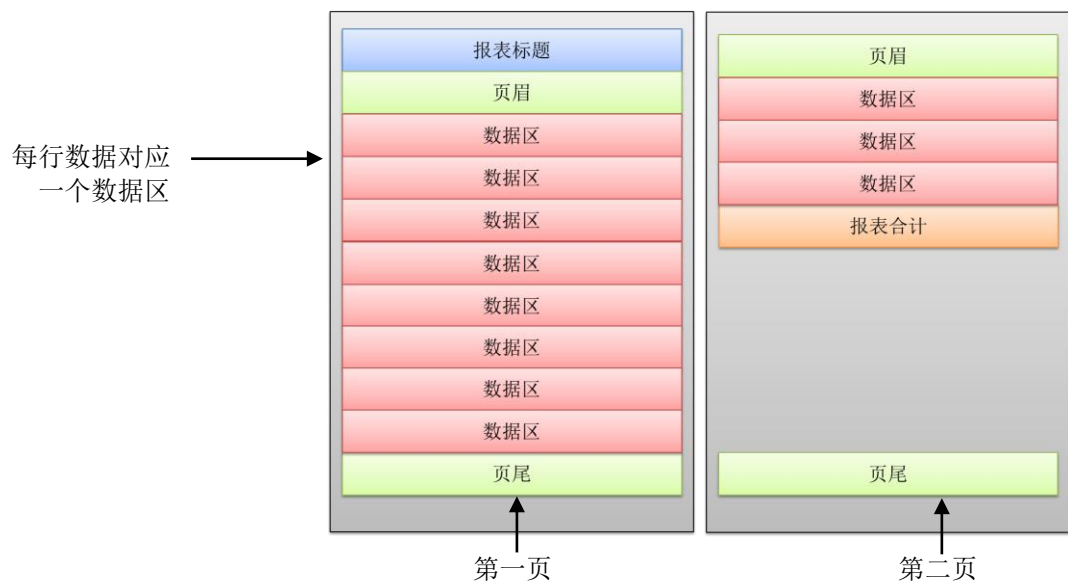 报表标题
页眉
数据区
数据区
数据区
数据区
数据区
数据区
数据区
数据区
页尾
每行数据对应
一个数据区
第一页
页眉
数据区
数据区
数据区
报表合计
页尾
第二页